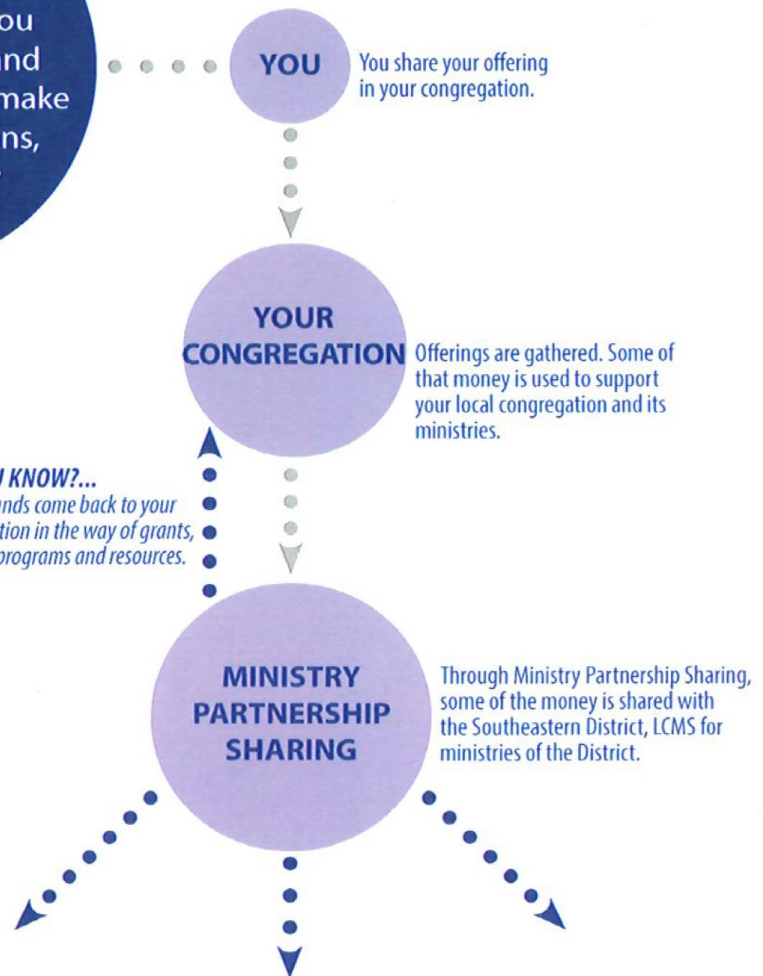 ou
nd
make
ns,
YOU
You share your offering
in your congregation.
YOUR
CONGREGATION
Offerings are gathered. Some of
that money is used to support
your local congregation and its
ministries.
KNOW?...
nds come back to your
tion in the way of grants,
programs and resources.
MINISTRY
PARTNERSHIP
SHARING
Through Ministry Partnership Sharing,
some of the money is shared with
the Southeastern District, LCMS for
ministries of the District.